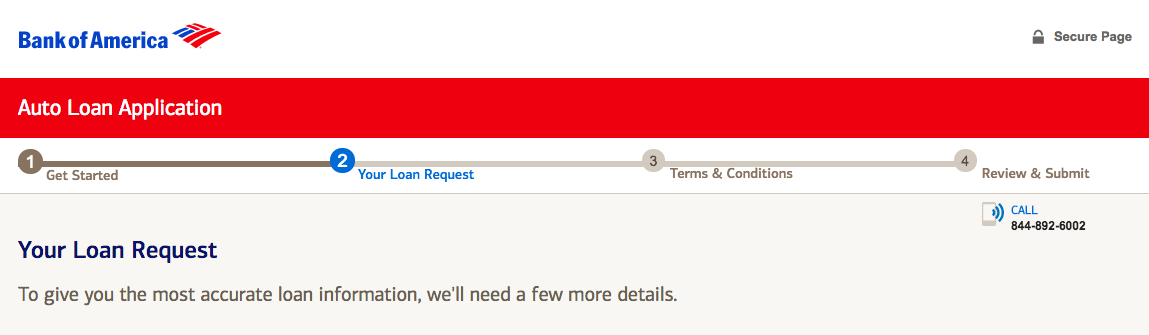 Bank of America
Secure Page
Auto Loan Application
1
Get Started
2
Your Loan Request
3
Terms & Conditions
4
Review & Submit
CALL
844-892-6002
Your Loan Request
To give you the most accurate loan information, we'll need a few more details.